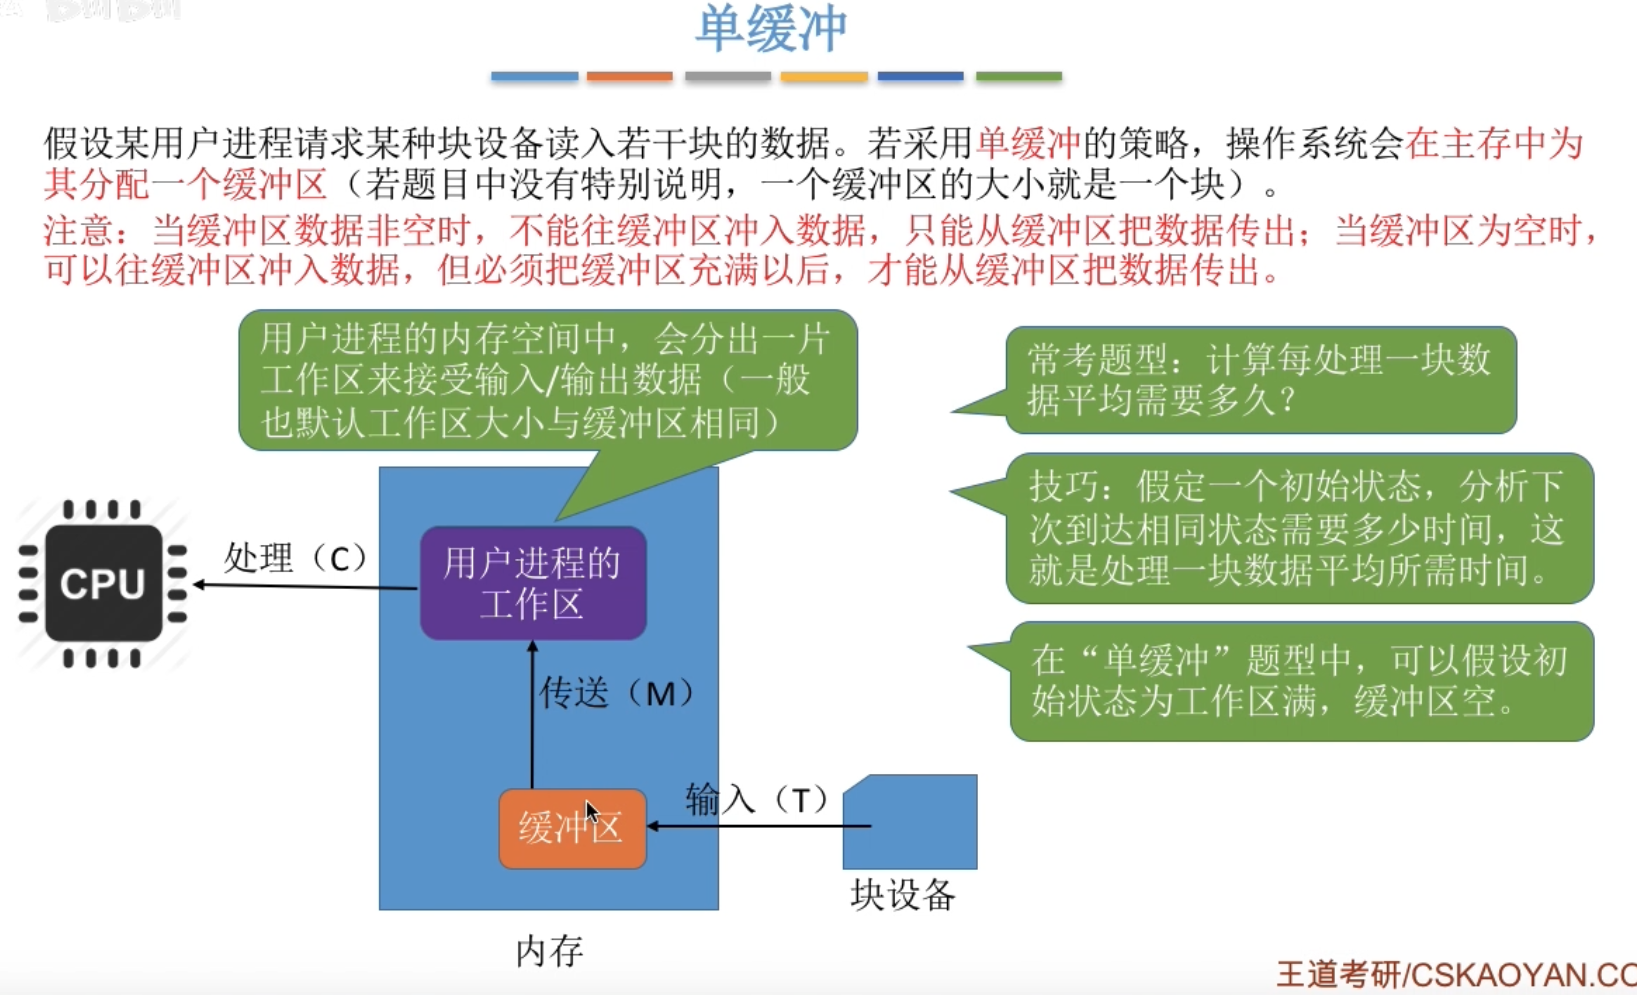 单缓冲
假设某用户进程请求某种块设备读入若干块的数据。若采用单缓冲的策略，操作系统会在主存中为
其分配一个缓冲区（若题目中没有特别说明，一个缓冲区的大小就是一个块）。
注意：当缓冲区数据非空时，不能往缓冲区冲入数据，只能从缓冲区把数据传出；当缓冲区为空时，
可以往缓冲区冲入数据，但必须把缓冲区充满以后，才能从缓冲区把数据传出。
用户进程的内存空间中，会分出一片
工作区来接受输入/输出数据（一般
也默认工作区大小与缓冲区相同）
常考题型：计算每处理一块数
据平均需要多久？
技巧：假定一个初始状态，分析下
次到达相同状态需要多少时间，这
就是处理一块数据平均所需时间。
在“单缓冲”题型中，可以假设初
始状态为工作区满，缓冲区空。
CPU
处理（C）
用户进程的
工作区
传送（M）
缓冲区
输入（T）
块设备
内存
王道考研/CSKAOYAN.CO